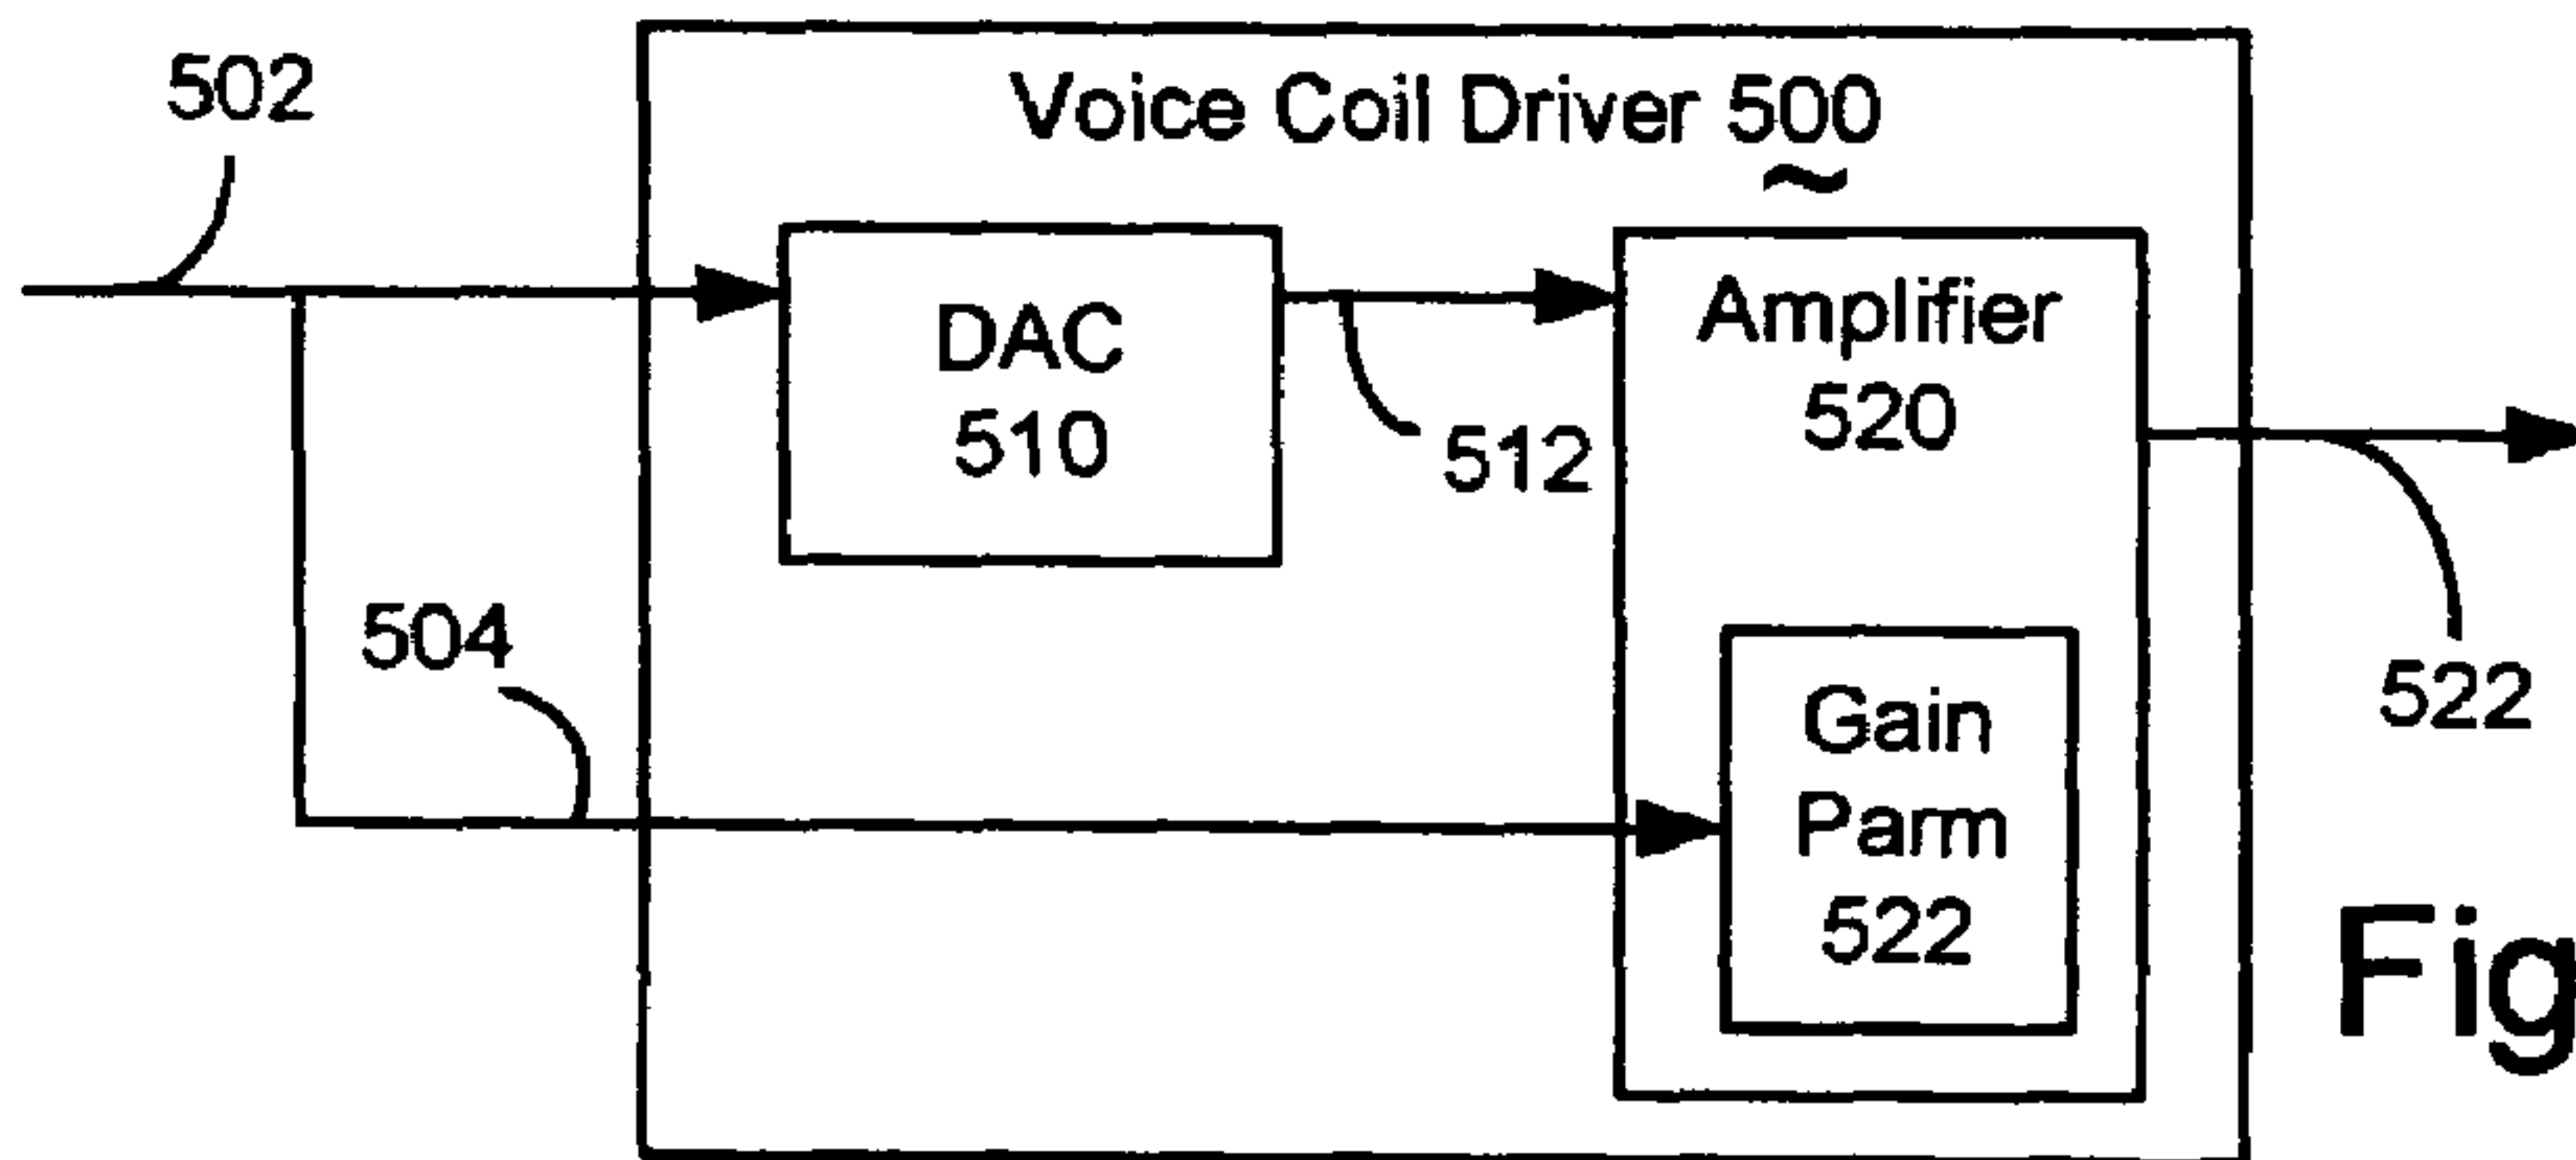 502
Voice Coil Driver 500
~
DAC
510
512
Amplifier
520
504
Gain
Parm
522
522
Fig